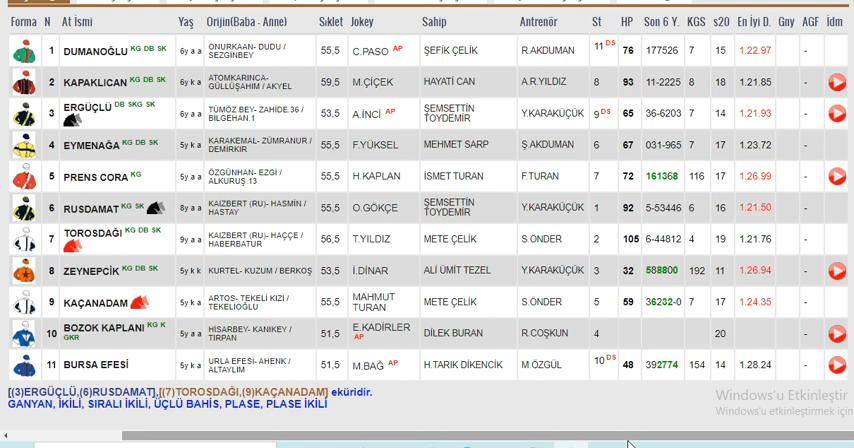 Forma N At İsmi Yaş Orijin(Baba - Anne) Sıklet Jokey Sahip Antrenör St HP Son 6 Y. KGS s20 En İyi D. Gny AGF İdm
1 DUMANOĞLU KG DB SK 6y a a ONURKAAN- DUDU / SEZGINBEY 55,5 C.PASO AP ŞEFİK ÇELİK R.AKDUMAN 11 DS 76 177526 7 15 1.22.97 -
2 KAPAKLICAN KG DB SK 6y k a ATOMKARINCA- GÜLLÜŞAHIM / AKYEL 59,5 M.ÇİÇEK HAYATİ CAN A.R.YILDIZ 8 93 11-2225 8 18 1.21.85 -
3 ERGÜÇLÜ DB SKG SK 6y a a TÜMÖZ BEY- ZAHİDE.36 / BILGEHAN.1 53,5 A.İNCİ AP ŞEMSETTİN TOYDEMİR Y.KARAKÜÇÜK 9 DS 65 36-6203 7 14 1.21.93 -
4 EYMENAĞA KG DB SK 5y k a KARAKEMAL- ZÜMRANUR / DEMİRKIR 55,5 F.YÜKSEL MEHMET SARP Ş.AKDUMAN 6 67 031-965 7 17 1.23.72 -
5 PRENS CORA KG 5y a a ÖZGÜNHAN- EZGİ / ALKURUŞ.13 55,5 H.KAPLAN İSMET TURAN F.TURAN 7 72 161368 116 17 1.26.99 -
6 RUSDAMAT KG SK 8y a a KAIZBERT (RU)- HASMİN / HASTAY 55,5 O.GÖKÇE ŞEMSETTİN TOYDEMİR Y.KARAKÜÇÜK 1 92 5-53446 6 16 1.21.50 -
7 TOROSDAĞI KG DB SK 9y a a KAIZBERT (RU)- HAÇÇE / HABERBATUR 56,5 T.YILDIZ METE ÇELİK S.ÖNDER 2 105 6-44812 4 19 1.21.76 -
8 ZEYNEPCİK KG DB SK 5y k k KURTEL- KUZUM / BERKOŞ 53,5 İ.DİNAR ALİ ÜMİT TEZEL Y.KARAKÜÇÜK 3 32 588800 192 11 1.26.94 -
9 KAÇANADAM 5y k a ARTOS- TEKELİ KIZI / TEKELIOĞLU 55,5 MAHMUT TURAN METE ÇELİK S.ÖNDER 5 59 36232-0 7 17 1.24.35 -
10 BOZOK KAPLANI KG K GKR 5y a a HİSARBEY- KANIKEY / TIRPAN 51,5 E.KADİRLER AP DİLEK BURAN R.COŞKUN 4 20 -
11 BURSA EFESİ 5y k a URLA EFESİ- AHENK / ALTAYLIM 51,5 M.BAĞ AP H.TARIK DİKENCİK M.ÖZGÜL 10 DS 48 392774 154 14 1.28.24 -
[(3)ERGÜÇLÜ,(6)RUSDAMAT],[(7)TOROSDAĞI,(9)KAÇANADAM] eküridir.
GANYAN, İKİLİ, SIRALI İKİLİ, ÜÇLÜ BAHİS, PLASE, PLASE İKİLİ
Windows'u Etkinleştir
Windows'u etkinleştirmek için